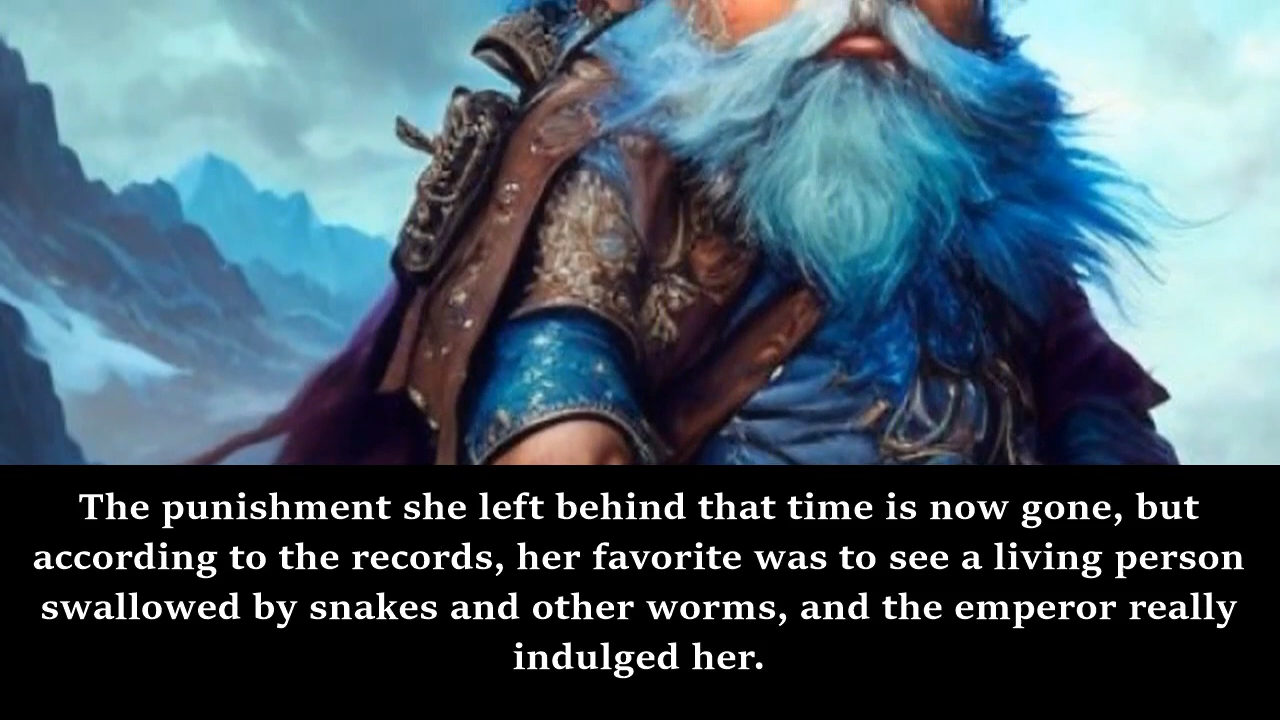 The punishment she left behind that time is now gone, but
according to the records, her favorite was to see a living person
swallowed by snakes and other worms, and the emperor really
indulged her.